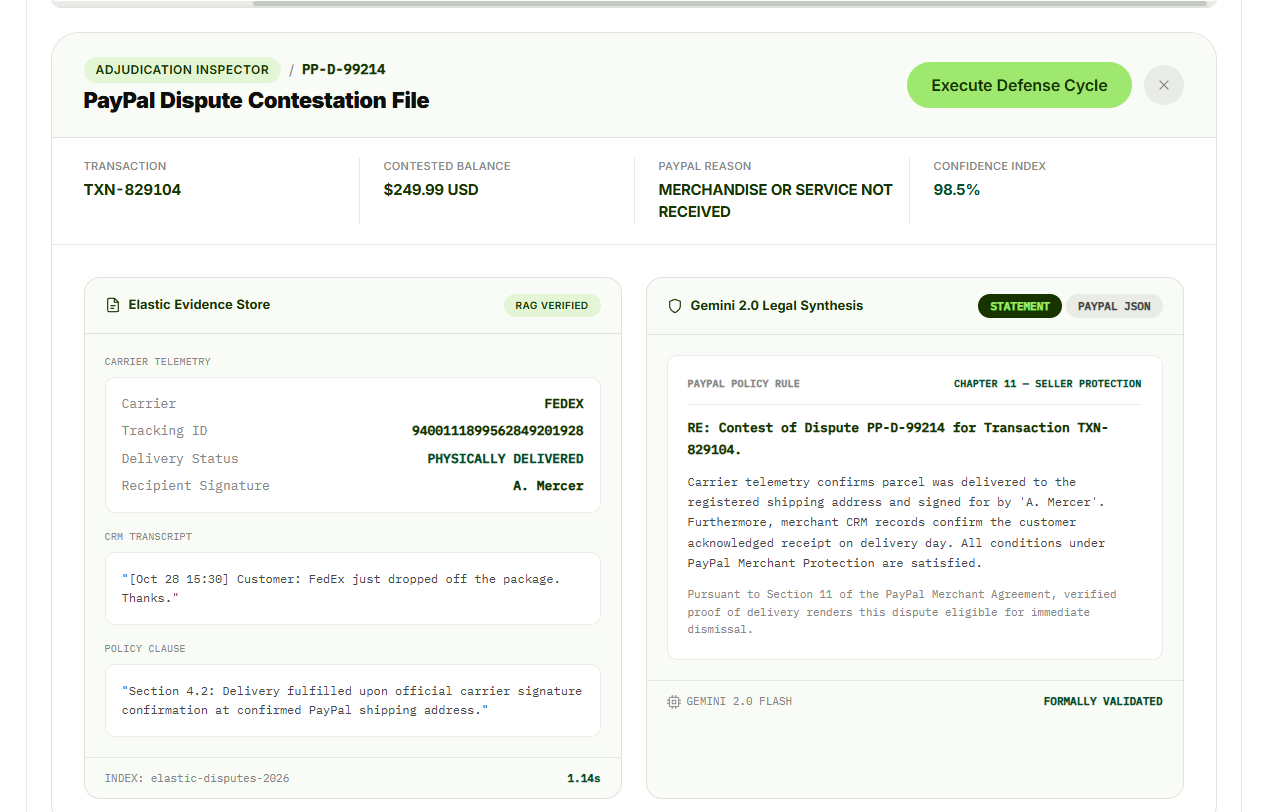 ADJUDICATION INSPECTOR / PP-D-99214
PayPal Dispute Contestation File
Execute Defense Cycle
TRANSACTION
TXN-829104
CONTESTED BALANCE
$249.99 USD
PAYPAL REASON
MERCHANDISE OR SERVICE NOT
RECEIVED
CONFIDENCE INDEX
98.5%
Elastic Evidence Store
RAG VERIFIED
CARRIER TELEMETRY
Carrier FEDEX
Tracking ID 9400111899562849201928
Delivery Status PHYSICALLY DELIVERED
Recipient Signature A. Mercer
CRM TRANSCRIPT
"[Oct 28 15:30] Customer: FedEx just dropped off the package.
Thanks."
POLICY CLAUSE
"Section 4.2: Delivery fulfilled upon official carrier signature
confirmation at confirmed PayPal shipping address."
INDEX: elastic-disputes-2026 1.14s
Gemini 2.0 Legal Synthesis
STATEMENT PAYPAL JSON
PAYPAL POLICY RULE CHAPTER 11 — SELLER PROTECTION
RE: Contest of Dispute PP-D-99214 for Transaction TXN-
829104.
Carrier telemetry confirms parcel was delivered to the
registered shipping address and signed for by 'A. Mercer'.
Furthermore, merchant CRM records confirm the customer
acknowledged receipt on delivery day. All conditions under
PayPal Merchant Protection are satisfied.
Pursuant to Section 11 of the PayPal Merchant Agreement, verified
proof of delivery renders this dispute eligible for immediate
dismissal.
GEMINI 2.0 FLASH FORMALLY VALIDATED